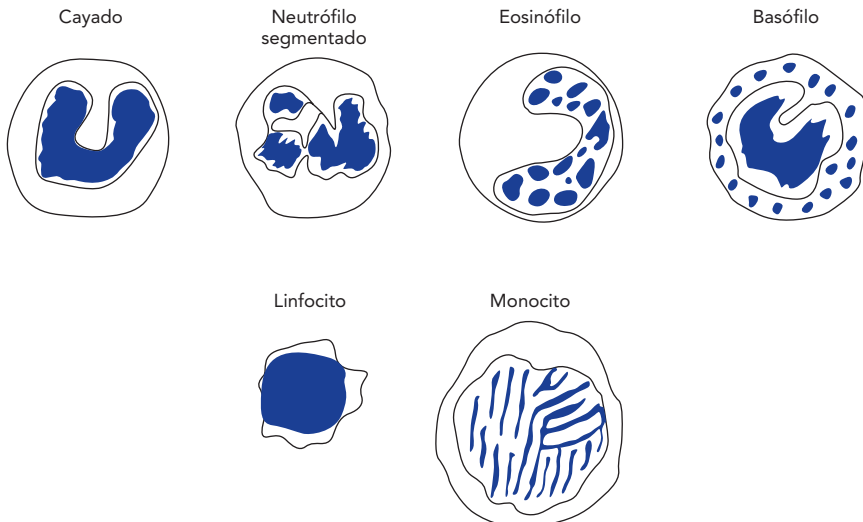 Cayado
Neutrófilo
segmentado
Eosinófilo
Basófilo
Linfocito
Monocito